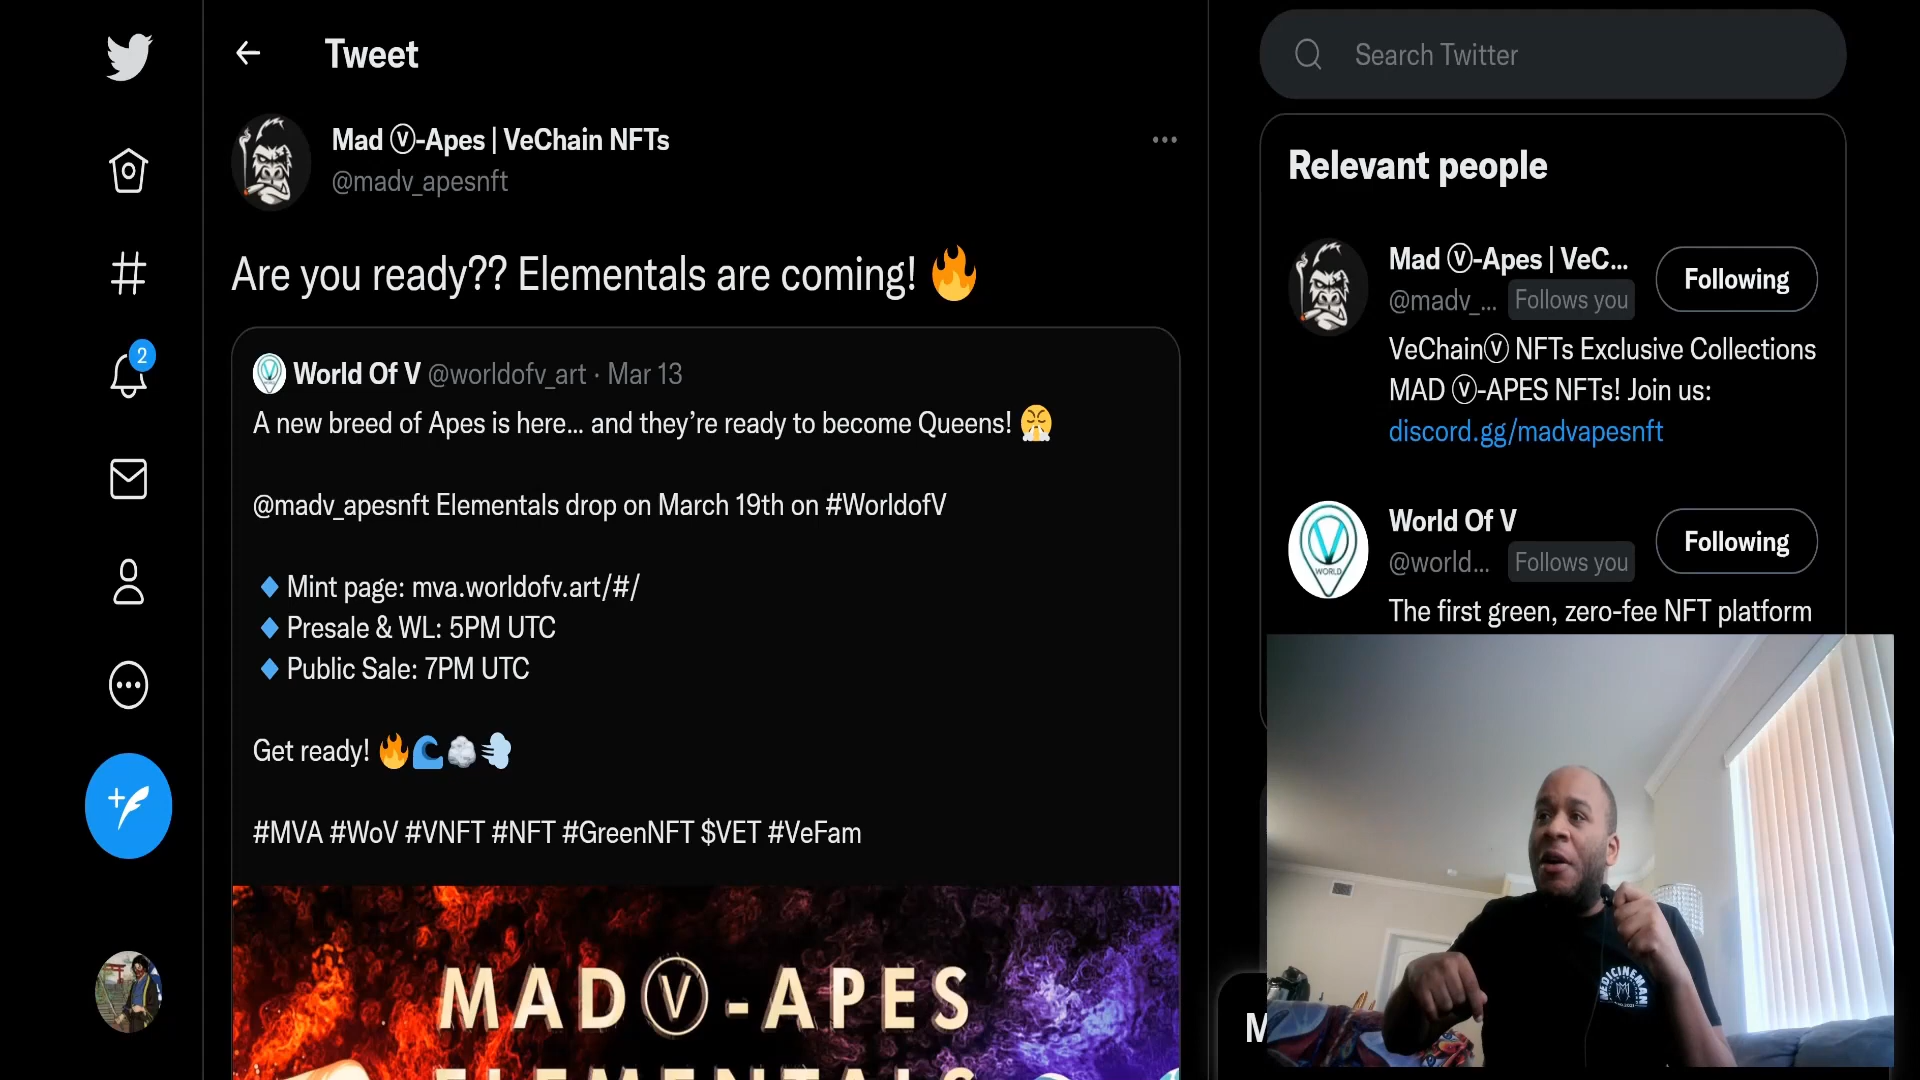 Tweet
Search Twitter
Mad Ⓥ-Apes | VeChain NFTs
@madv_apesnft
Are you ready?? Elementals are coming! 🔥
World Of V @worldofv_art · Mar 13
A new breed of Apes is here... and they're ready to become Queens! 😤
@madv_apesnft Elementals drop on March 19th on #WorldofV
🔹 Mint page: mva.worldofv.art/#/
🔹 Presale & WL: 5PM UTC
🔹 Public Sale: 7PM UTC
Get ready! 🔥🌊🪨💨
#MVA #WoV #VNFT #NFT #GreenNFT $VET #VeFam
MAD Ⓥ-APES
ELEMENTALS
2
Relevant people
Mad Ⓥ-Apes | VeC...
@madv_... Follows you
Following
VeChainⓋ NFTs Exclusive Collections
MAD Ⓥ-APES NFTs! Join us:
discord.gg/madvapesnft
World Of V
@world... Follows you
Following
The first green, zero-fee NFT platform
WORLD
M
MEDICINEMAN